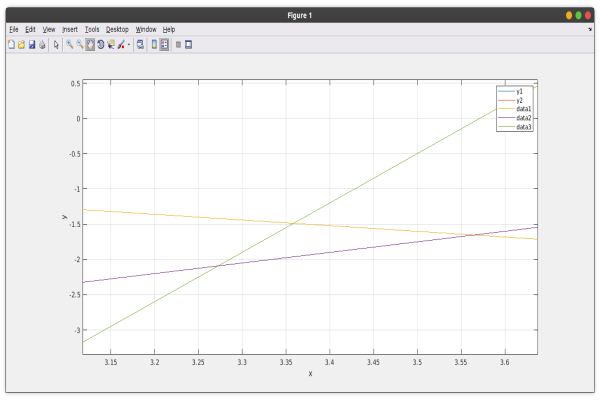 Figure 1
File Edit View Insert Tools Desktop Window Help
0.5
0
-0.5
-1
-1.5
-2
-2.5
-3
y
3.15 3.2 3.25 3.3 3.35 3.4 3.45 3.5 3.55 3.6
x
y1
y2
data1
data2
data3